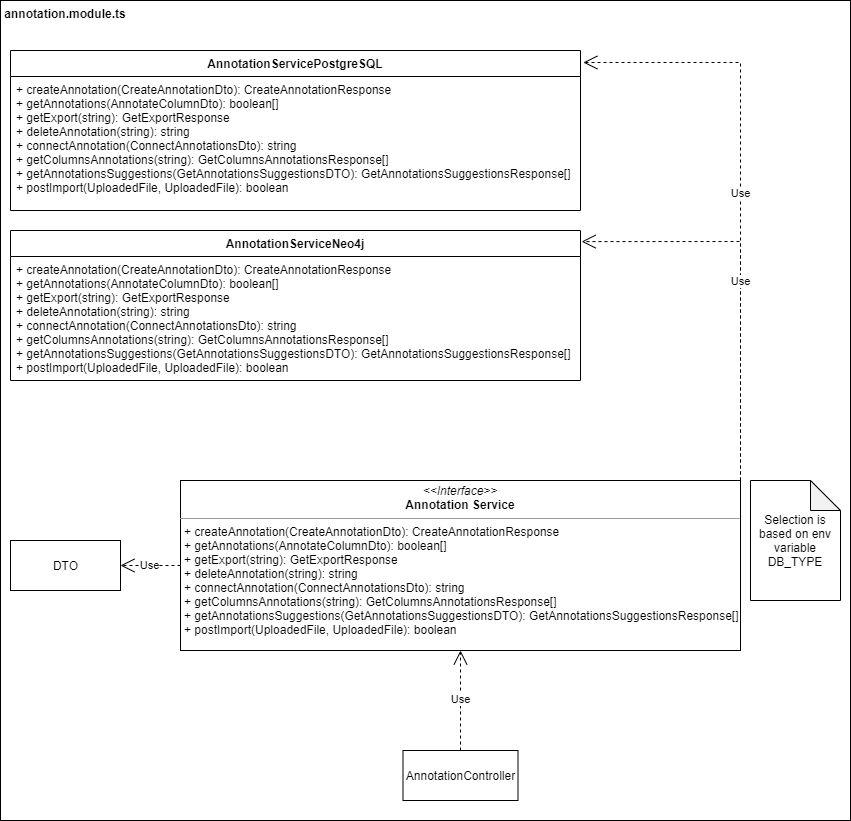 annotation.module.ts
AnnotationServicePostgreSQL
+ createAnnotation(CreateAnnotationDto): CreateAnnotationResponse
+ getAnnotations(AnnotateColumnDto): boolean[]
+ getExport(string): GetExportResponse
+ deleteAnnotation(string): string
+ connectAnnotation(ConnectAnnotationsDto): string
+ getColumnsAnnotations(string): GetColumnsAnnotationsResponse[]
+ getAnnotationsSuggestions(GetAnnotationsSuggestionsDTO): GetAnnotationsSuggestionsResponse[]
+ postImport(UploadedFile, UploadedFile): boolean
Use
AnnotationServiceNeo4j
+ createAnnotation(CreateAnnotationDto): CreateAnnotationResponse
+ getAnnotations(AnnotateColumnDto): boolean[]
+ getExport(string): GetExportResponse
+ deleteAnnotation(string): string
+ connectAnnotation(ConnectAnnotationsDto): string
+ getColumnsAnnotations(string): GetColumnsAnnotationsResponse[]
+ getAnnotationsSuggestions(GetAnnotationsSuggestionsDTO): GetAnnotationsSuggestionsResponse[]
+ postImport(UploadedFile, UploadedFile): boolean
Use
<<Interface>>
Annotation Service
+ createAnnotation(CreateAnnotationDto): CreateAnnotationResponse
+ getAnnotations(AnnotateColumnDto): boolean[]
+ getExport(string): GetExportResponse
+ deleteAnnotation(string): string
+ connectAnnotation(ConnectAnnotationsDto): string
+ getColumnsAnnotations(string): GetColumnsAnnotationsResponse[]
+ getAnnotationsSuggestions(GetAnnotationsSuggestionsDTO): GetAnnotationsSuggestionsResponse[]
+ postImport(UploadedFile, UploadedFile): boolean
Selection is
based on env
variable
DB_TYPE
DTO
Use
Use
AnnotationController